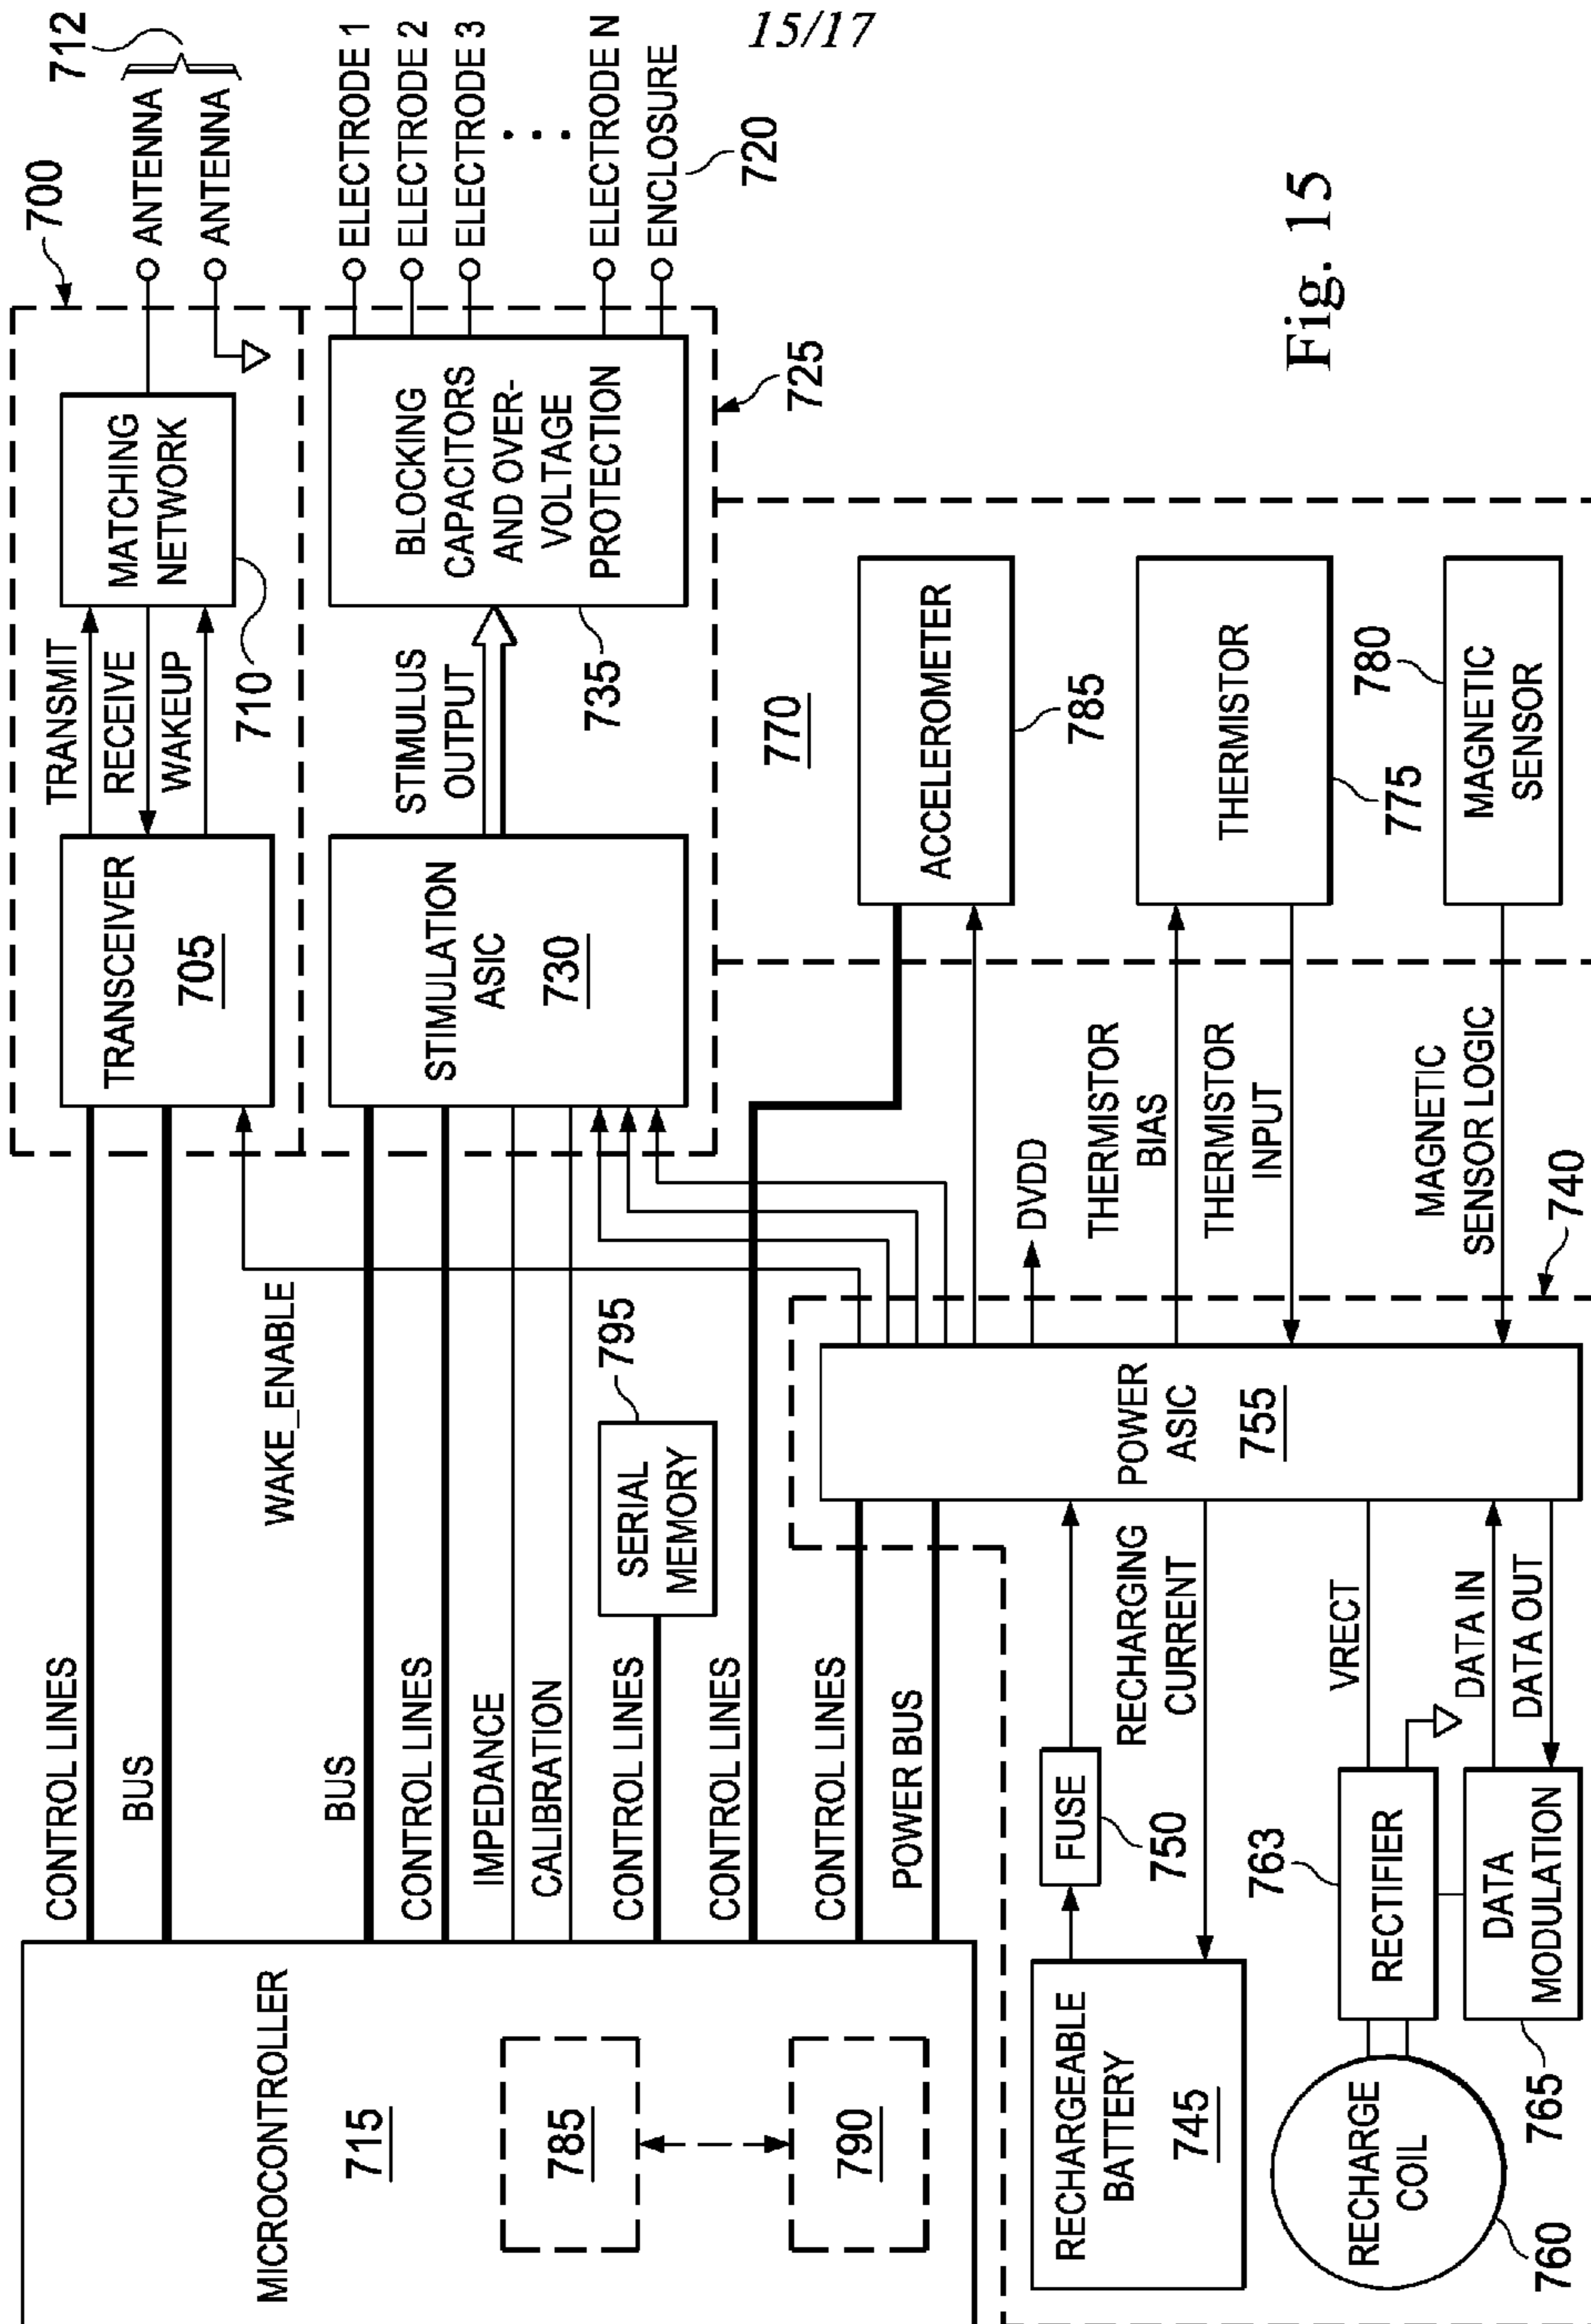 15/17
700
712
ANTENNA
ANTENNA
TRANSCEIVER
705
TRANSMIT
RECEIVE
WAKEUP
MATCHING
NETWORK
710
CONTROL LINES
BUS
WAKE_ENABLE
MICROCONTROLLER
715
785
790
BUS
CONTROL LINES
IMPEDANCE
CALIBRATION
CONTROL LINES
CONTROL LINES
CONTROL LINES
POWER BUS
SERIAL
MEMORY
795
STIMULATION
ASIC
730
STIMULUS
OUTPUT
BLOCKING
CAPACITORS
AND OVER-
VOLTAGE
PROTECTION
735
725
ELECTRODE 1
ELECTRODE 2
ELECTRODE 3
ELECTRODE N
ENCLOSURE
720
770
ACCELEROMETER
785
THERMISTOR
775
780
MAGNETIC
SENSOR
DVDD
THERMISTOR
BIAS
THERMISTOR
INPUT
MAGNETIC
SENSOR LOGIC
740
POWER
ASIC
755
RECHARGEABLE
BATTERY
745
FUSE
750
RECHARGING
CURRENT
RECHARGE
COIL
760
763
RECTIFIER
VRECT
DATA
MODULATION
765
DATA IN
DATA OUT
Fig. 15